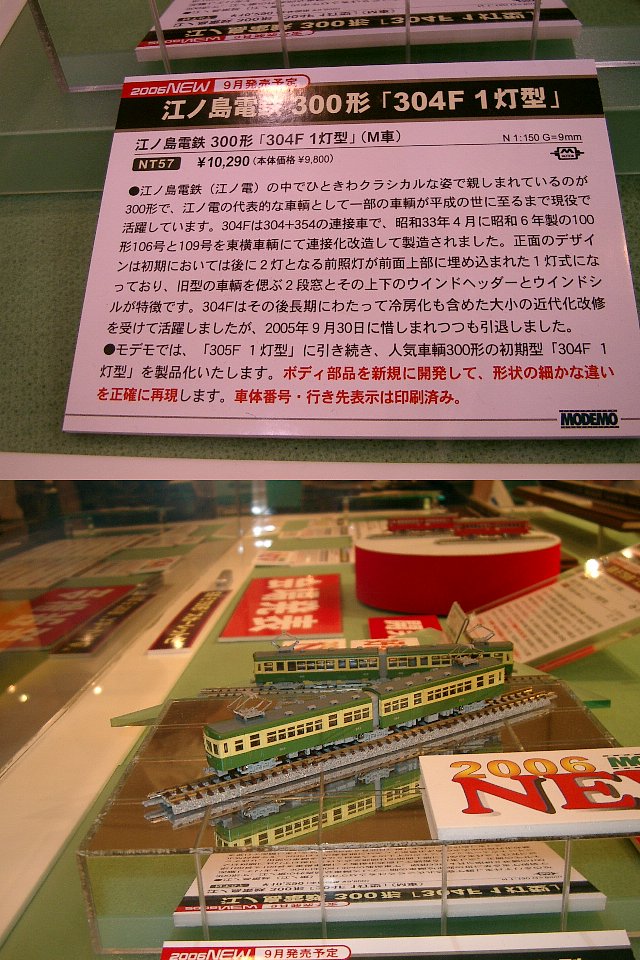 2006NEW 9月発売予定
江ノ島電鉄 300形「304F 1灯型」
江ノ島電鉄 300形「304F 1灯型」(M車)
N 1:150 G=9mm
NT57 ¥10,290 (本体価格 ¥9,800)
●江ノ島電鉄(江ノ電)の中でひときわクラシカルな姿で親しまれているのが
300形で、江ノ電の代表的な車輌として一部の車輌が平成の世に至るまで現役で
活躍しています。304Fは304+354の連接車で、昭和33年4月に昭和6年製の100
形106号と109号を東横車輌にて連接化改造して製造されました。正面のデザイ
ンは初期においては後に2灯となる前照灯が前面上部に埋め込まれた1灯式にな
っており、旧型の車輌を偲ぶ2段窓とその上下のウインドヘッダーとウインドシ
ルが特徴です。304Fはその後長期にわたって冷房化も含めた大小の近代化改修
を受けて活躍しましたが、2005年9月30日に惜しまれつつも引退しました。
●モデモでは、「305F 1灯型」に引き続き、人気車輌300形の初期型「304F 1
灯型」を製品化いたします。ボディ部品を新規に開発して、形状の細かな違い
を正確に再現します。車体番号・行き先表示は印刷済み。
MODEMO
2006 MO
NE
2006NEW 9月発売予定